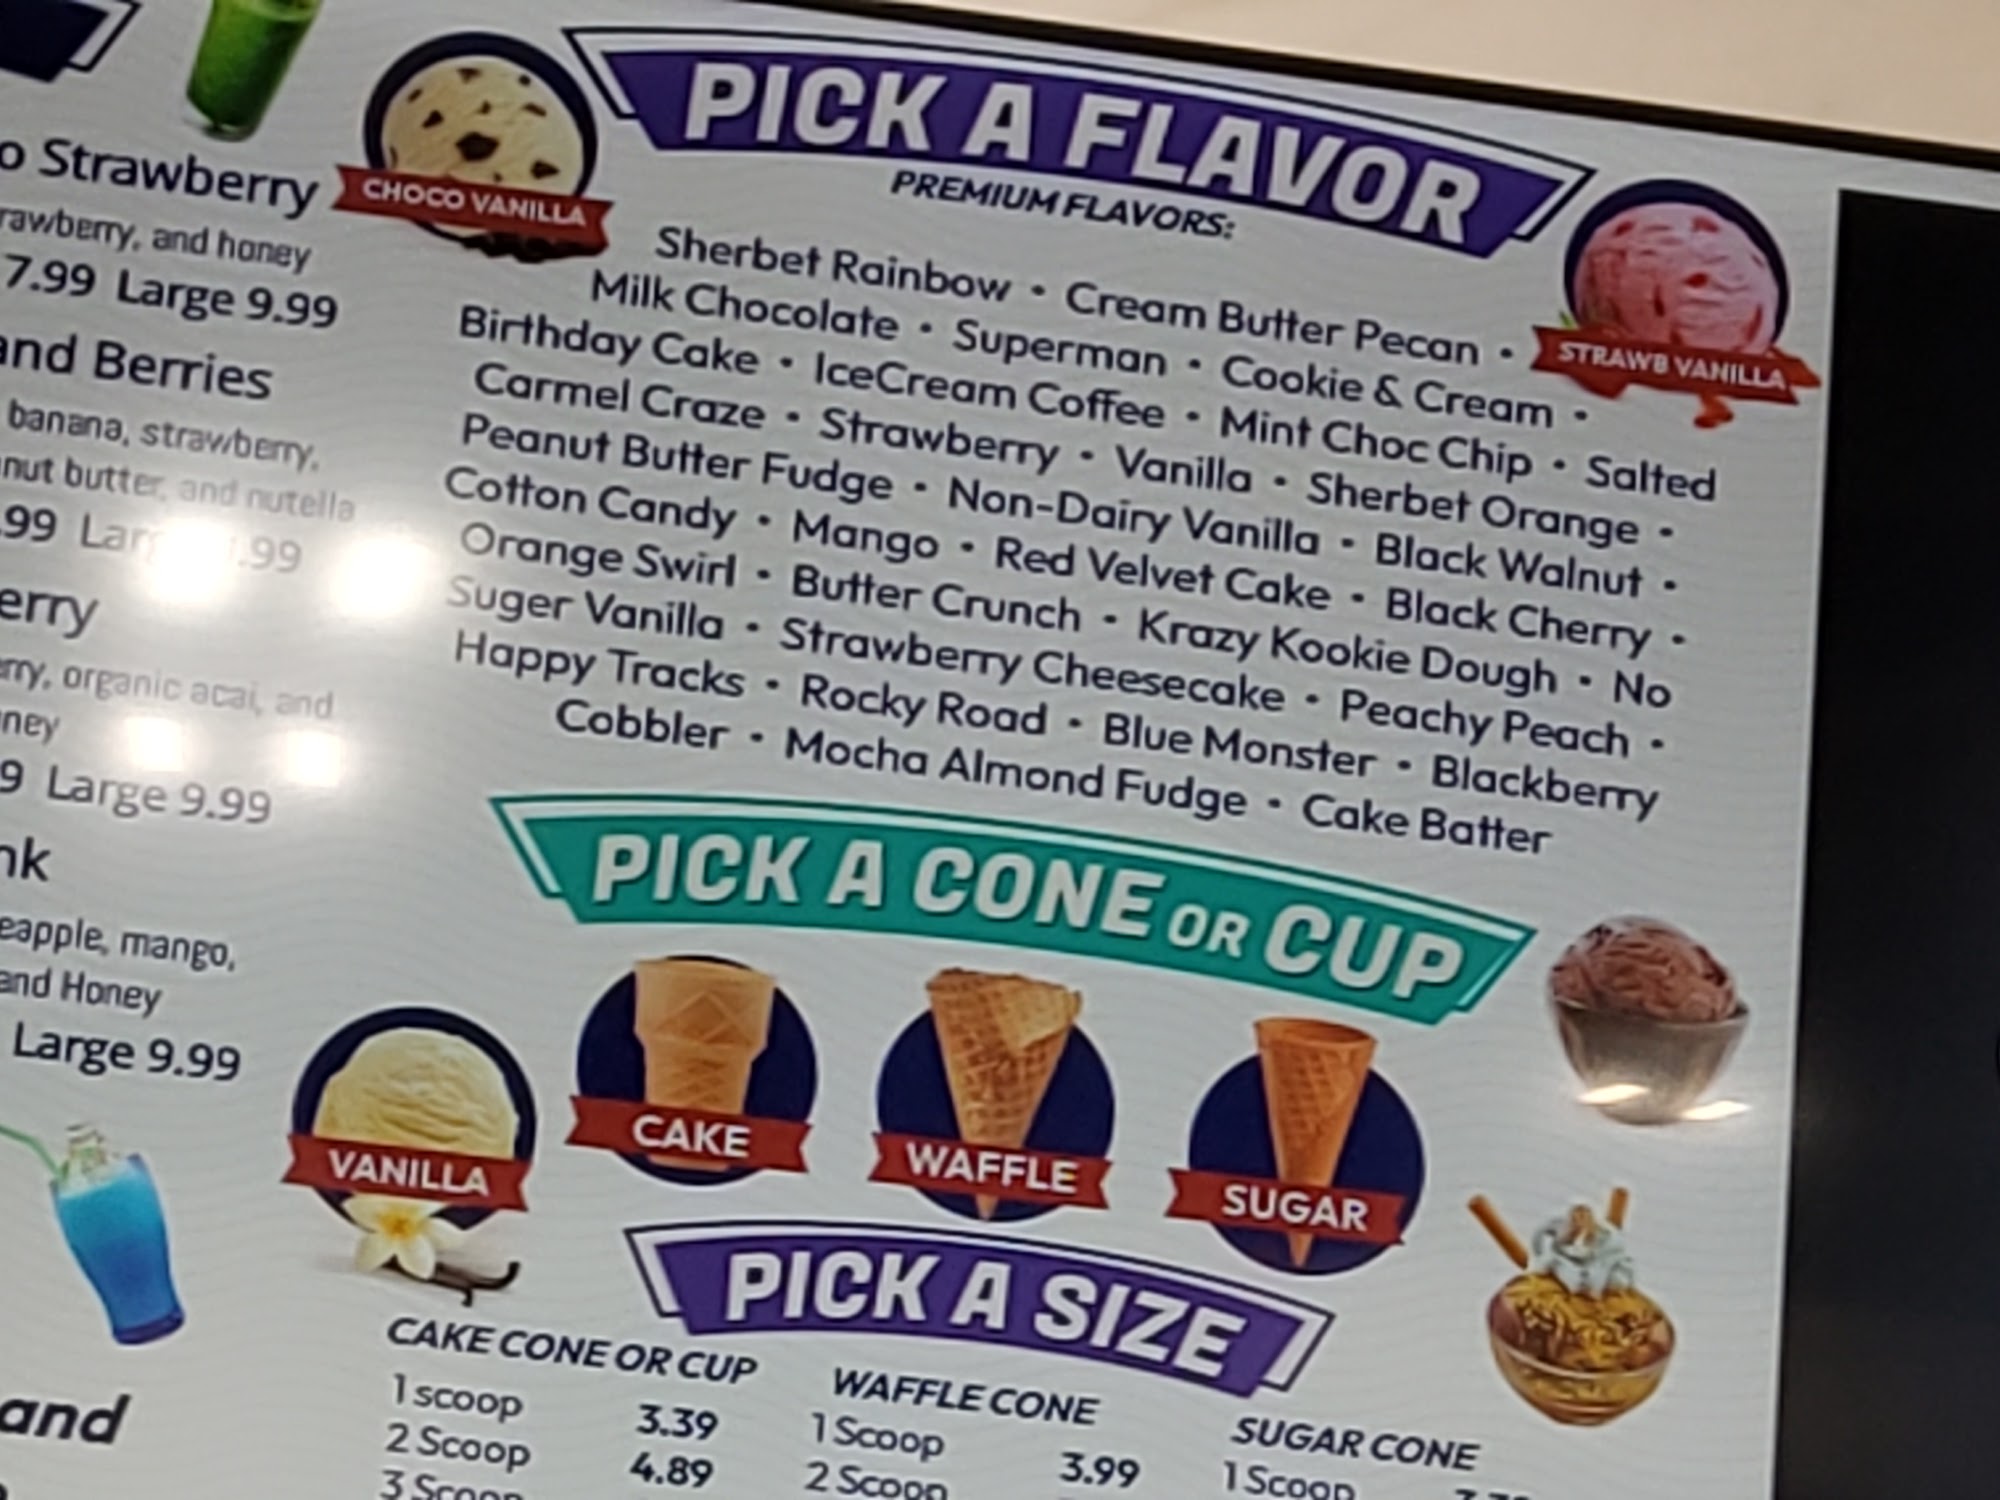 o Strawberry
rawberry, and honey
7.99 Large 9.99
and Berries
banana, strawberry,
nut butter, and nutella
.99
.99
erry
rry, organic acai, and
ney
9 Large 9.99
nk
eapple, mango,
and Honey
Large 9.99
and
CHOCO VANILLA
PICK A FLAVOR
PREMIUM FLAVORS:
STRAWB VANILLA
Sherbet Rainbow • Cream Butter Pecan •
Milk Chocolate • Superman • Cookie & Cream •
Birthday Cake • IceCream Coffee • Mint Choc Chip • Salted
Carmel Craze • Strawberry • Vanilla • Sherbet Orange •
Peanut Butter Fudge • Non-Dairy Vanilla • Black Walnut •
Cotton Candy • Mango • Red Velvet Cake • Black Cherry •
Orange Swirl • Butter Crunch • Krazy Kookie Dough • No
Suger Vanilla • Strawberry Cheesecake • Peachy Peach •
Happy Tracks • Rocky Road • Blue Monster • Blackberry
Cobbler • Mocha Almond Fudge • Cake Batter
PICK A CONE OR CUP
VANILLA
CAKE
WAFFLE
SUGAR
PICK A SIZE
CAKE CONE OR CUP
1 scoop 3.39
2 Scoop 4.89
3 Scoop
WAFFLE CONE
1 Scoop 3.99
2 Scoop
SUGAR CONE
1 Scoop